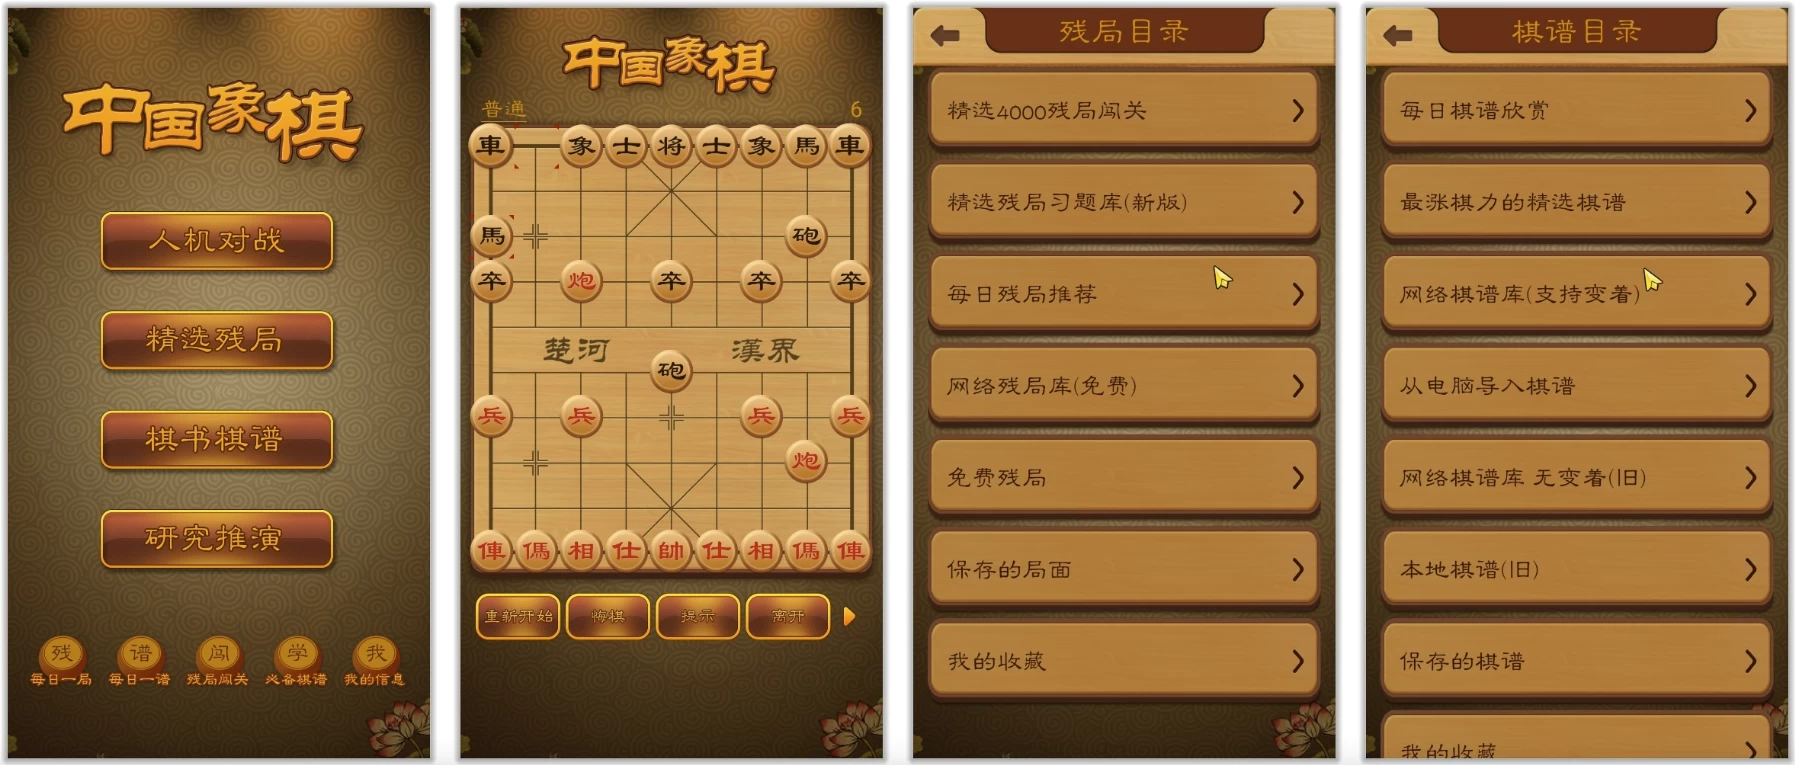 中国象棋
人机对战
精选残局
棋书棋谱
研究推演
残 谱 闯 学 我
每日一局 每日一谱 残局闯关 必备棋谱 我的信息
中国象棋
普通 6
車 象 士 将 士 象 馬 車
馬 砲
卒 炮 卒 卒 卒
楚河 漢界
砲
兵 兵 兵 兵
炮
俥 傌 相 仕 帥 仕 相 傌 俥
重新开始 悔棋 提示 离开
残局目录
精选4000残局闯关
精选残局习题库(新版)
每日残局推荐
网络残局库(免费)
免费残局
保存的局面
我的收藏
棋谱目录
每日棋谱欣赏
最涨棋力的精选棋谱
网络棋谱库(支持变着)
从电脑导入棋谱
网络棋谱库 无变着(旧)
本地棋谱(旧)
保存的棋谱
我的收藏